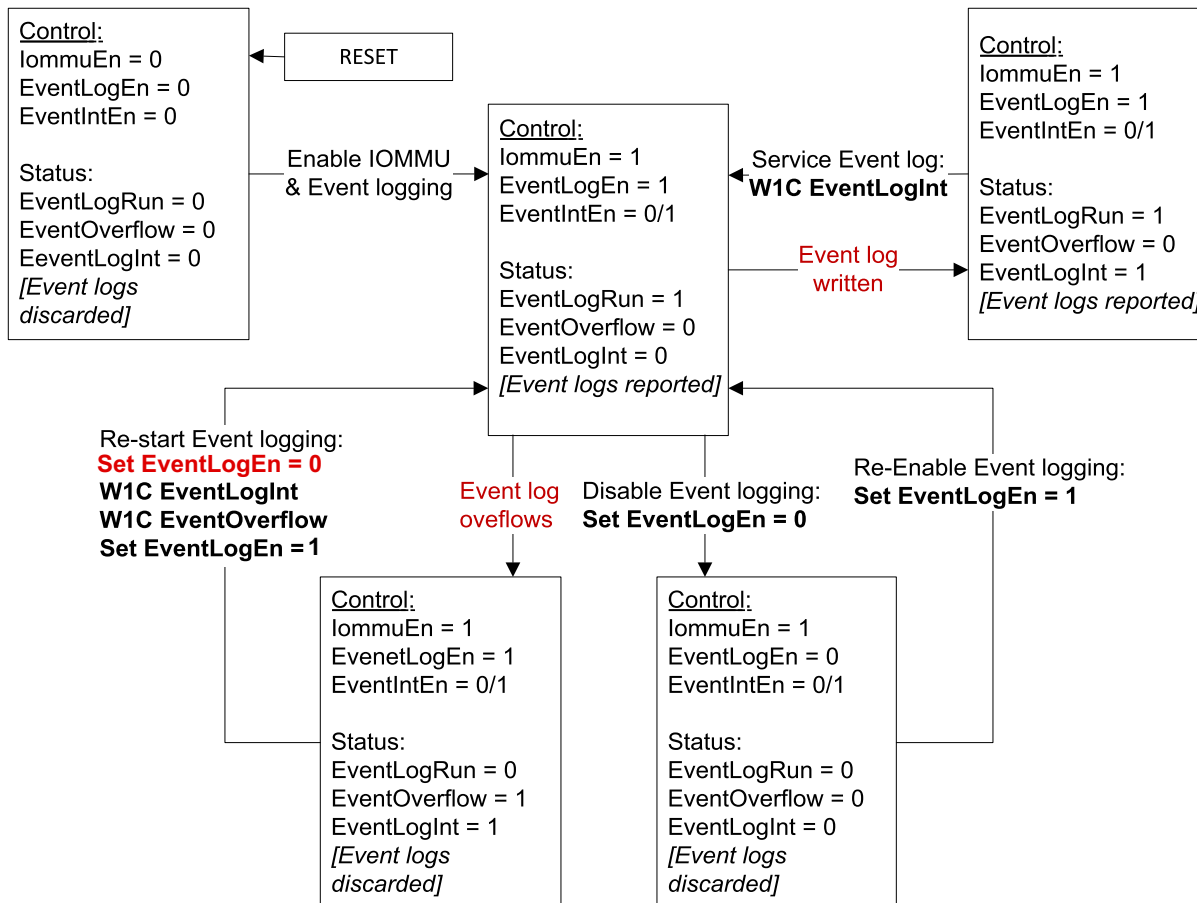 Control:
IommuEn = 0
EventLogEn = 0
EventIntEn = 0
Status:
EventLogRun = 0
EventOverflow = 0
EeventLogInt = 0
[Event logs
discarded]
RESET
Enable IOMMU
& Event logging
Control:
IommuEn = 1
EventLogEn = 1
EventIntEn = 0/1
Status:
EventLogRun = 1
EventOverflow = 0
EventLogInt = 0
[Event logs reported]
Service Event log:
W1C EventLogInt
Event log
written
Control:
IommuEn = 1
EventLogEn = 1
EventIntEn = 0/1
Status:
EventLogRun = 1
EventOverflow = 0
EventLogInt = 1
[Event logs reported]
Re-start Event logging:
Set EventLogEn = 0
W1C EventLogInt
W1C EventOverflow
Set EventLogEn = 1
Event log
oveflows
Disable Event logging:
Set EventLogEn = 0
Re-Enable Event logging:
Set EventLogEn = 1
Control:
IommuEn = 1
EvenetLogEn = 1
EventIntEn = 0/1
Status:
EventLogRun = 0
EventOverflow = 1
EventLogInt = 1
[Event logs
discarded]
Control:
IommuEn = 1
EventLogEn = 0
EventIntEn = 0/1
Status:
EventLogRun = 0
EventOverflow = 0
EventLogInt = 0
[Event logs
discarded]